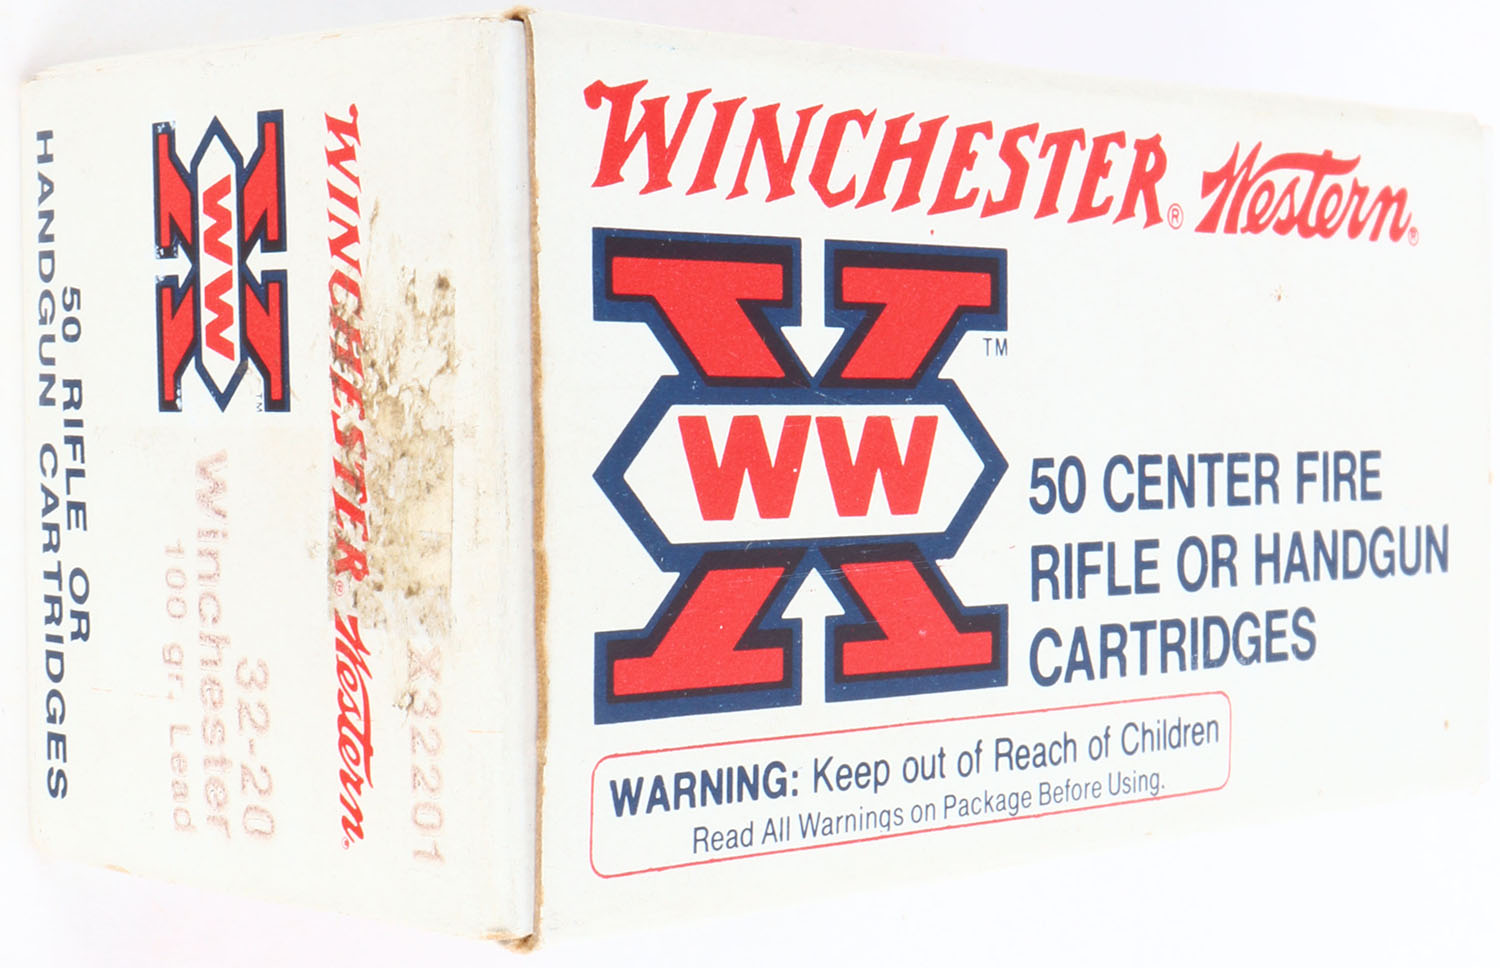 WINCHESTER® Western®
WW
TM
50 CENTER FIRE
RIFLE OR HANDGUN
CARTRIDGES
WARNING: Keep out of Reach of Children
Read All Warnings on Package Before Using.
X32201
WINCHESTER® Western®
WW
TM
32-20
Winchester
100 gr. Lead
50 RIFLE OR
HANDGUN CARTRIDGES